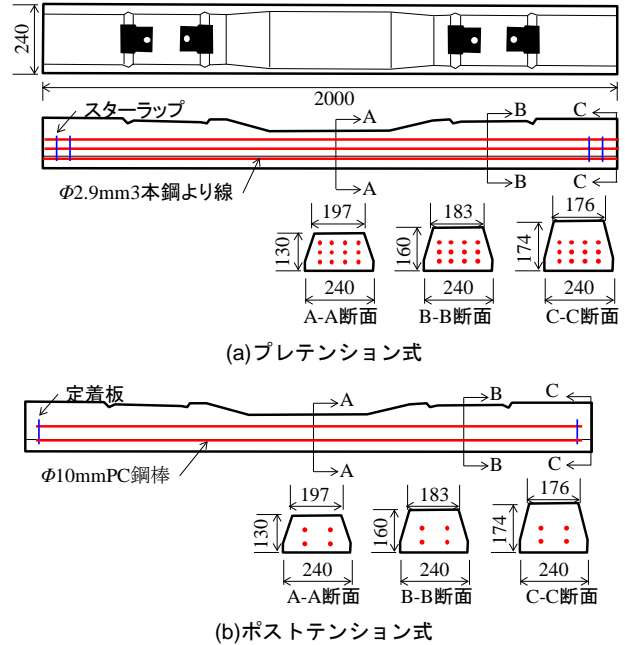 240
2000
スターラップ
A
B
C
Φ2.9mm3本鋼より線
A
B
C
197
183
176
130
160
174
240
240
240
A-A断面
B-B断面
C-C断面
(a)プレテンション式
定着板
A
B
C
Φ10mmPC鋼棒
A
B
C
197
183
176
130
160
174
240
240
240
A-A断面
B-B断面
C-C断面
(b)ポストテンション式